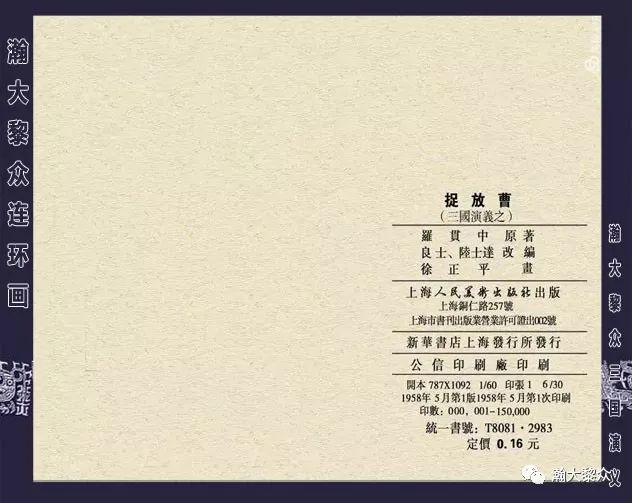 瀚大黎众连环画
捉放曹
（三國演義之）
羅貫中 原著
良士、陸士達 改編
徐正平 畫
上海人民美術出版社出版
上海銅仁路257號
上海市書刊出版業營業許可證出002號
新華書店上海發行所發行
公信印刷廠印刷
開本 787X1092 1/60 印張 1 6/30
1958年5月第1版1958年5月第1次印刷
印數：000,001-150,000
統一書號：T8081·2983
定價 0.16 元
瀚大黎众三国演义
瀚大黎众